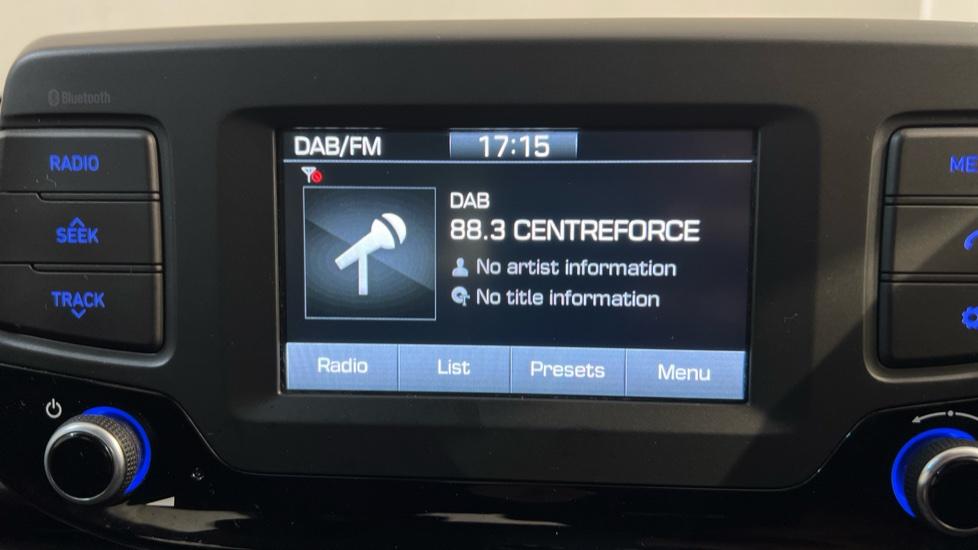 Bluetooth
RADIO
SEEK
TRACK
DAB/FM 17:15
DAB
88.3 CENTREFORCE
No artist information
No title information
Radio List Presets Menu
ME